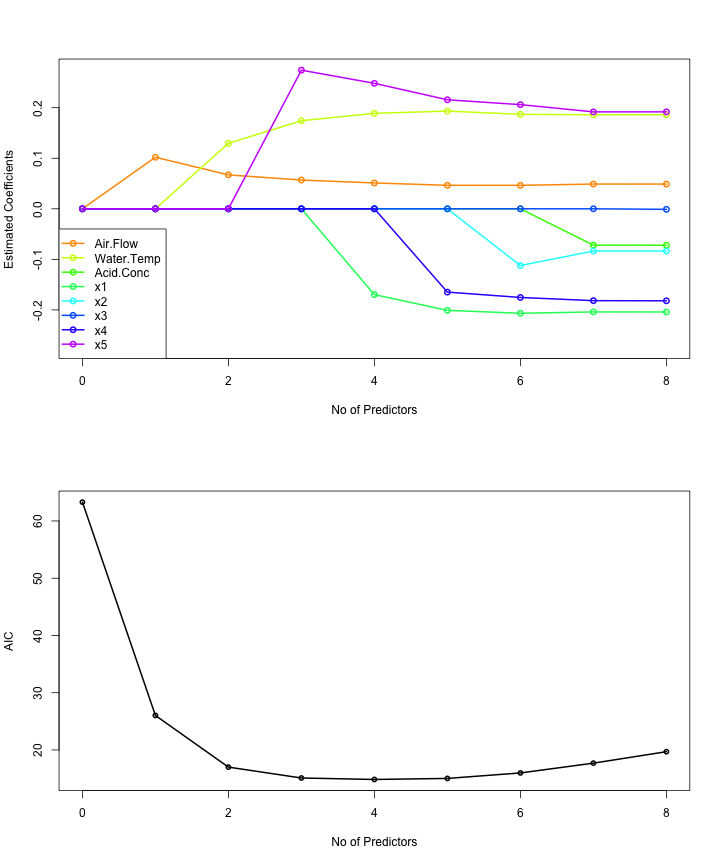 Estimated Coefficients
0.2
0.1
0.0
-0.1
-0.2
Air.Flow
Water.Temp
Acid.Conc
x1
x2
x3
x4
x5
0 2 4 6 8
No of Predictors
AIC
60
50
40
30
20
0 2 4 6 8
No of Predictors